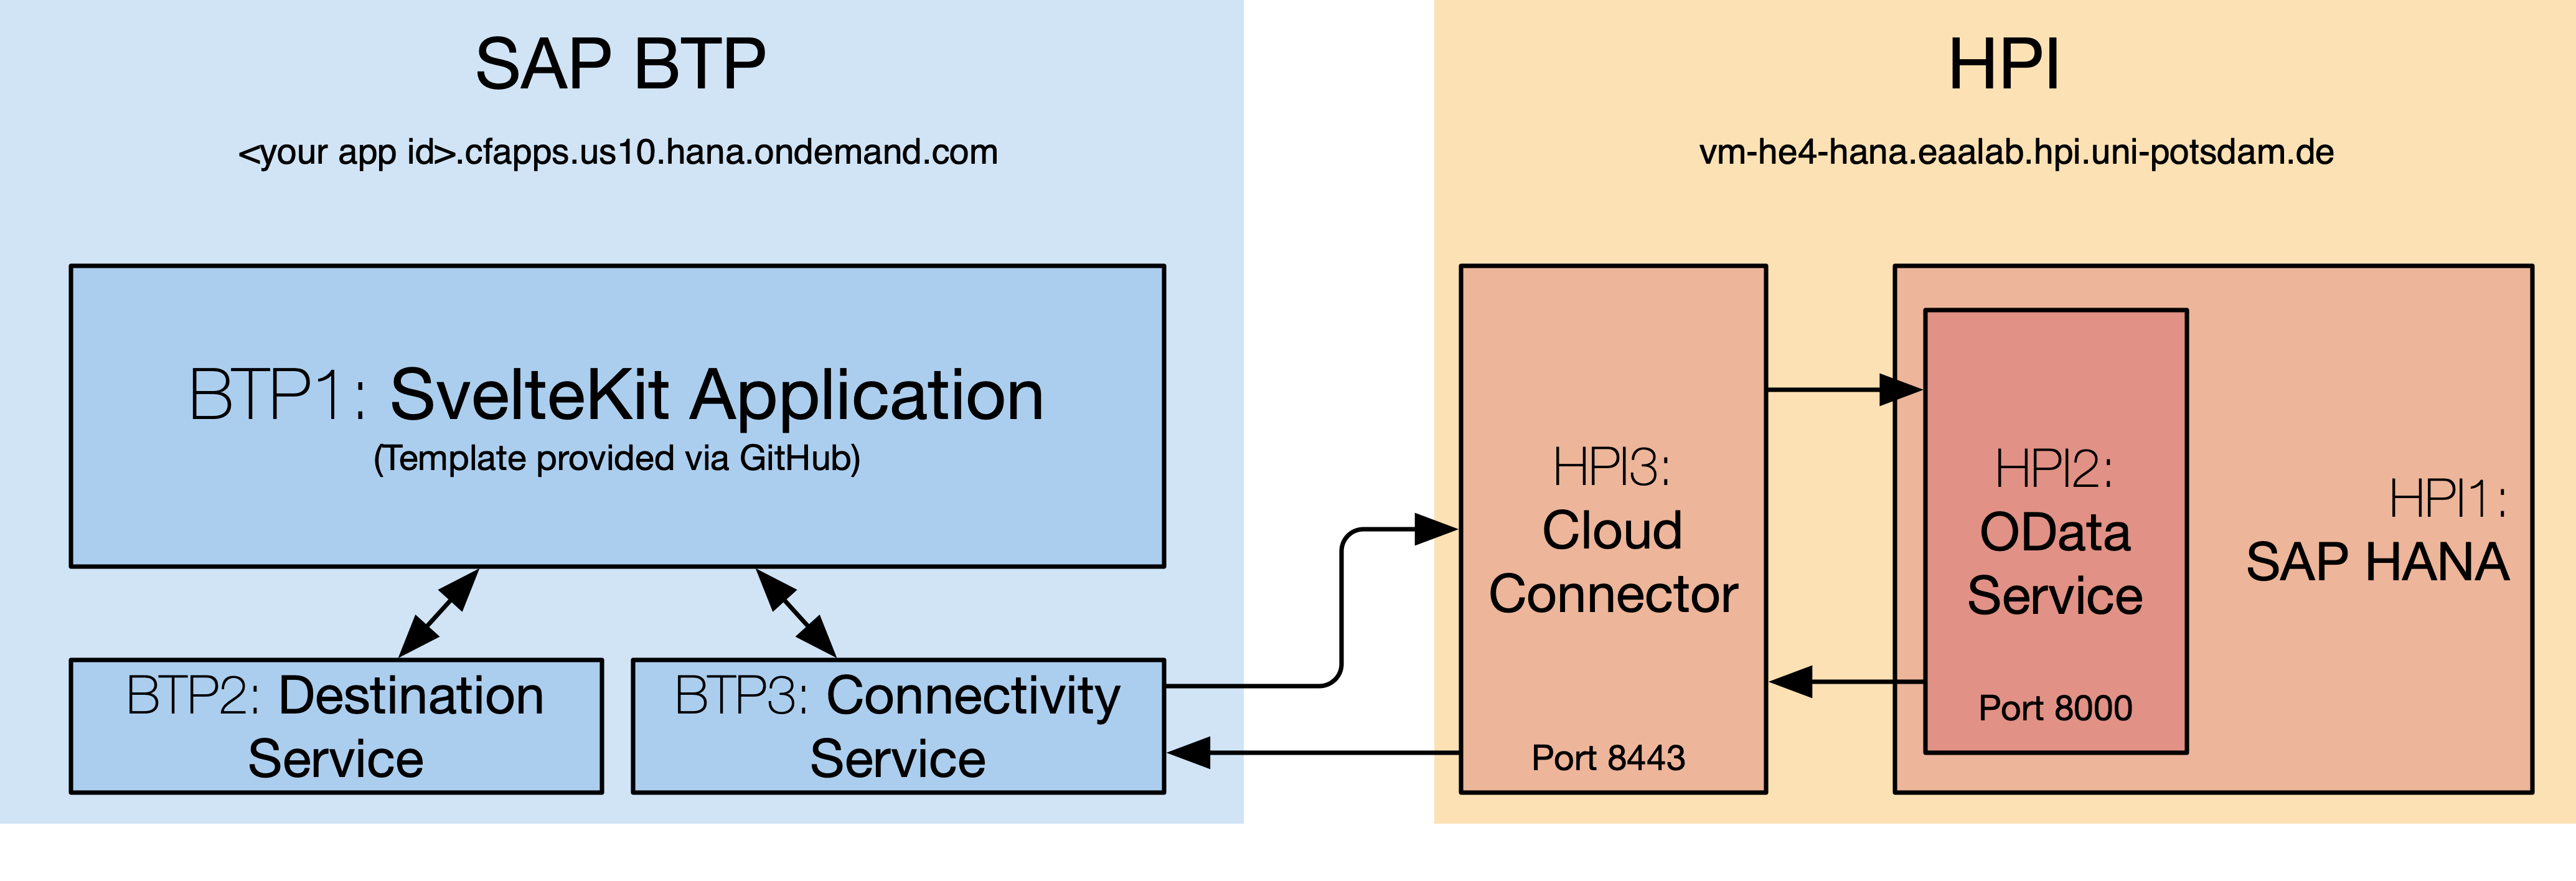 SAP BTP
<your app id>.cfapps.us10.hana.ondemand.com
BTP1: SvelteKit Application
(Template provided via GitHub)
BTP2: Destination
Service
BTP3: Connectivity
Service
HPI
vm-he4-hana.eaalab.hpi.uni-potsdam.de
HPI3:
Cloud
Connector
Port 8443
HPI2:
OData
Service
Port 8000
HPI1:
SAP HANA